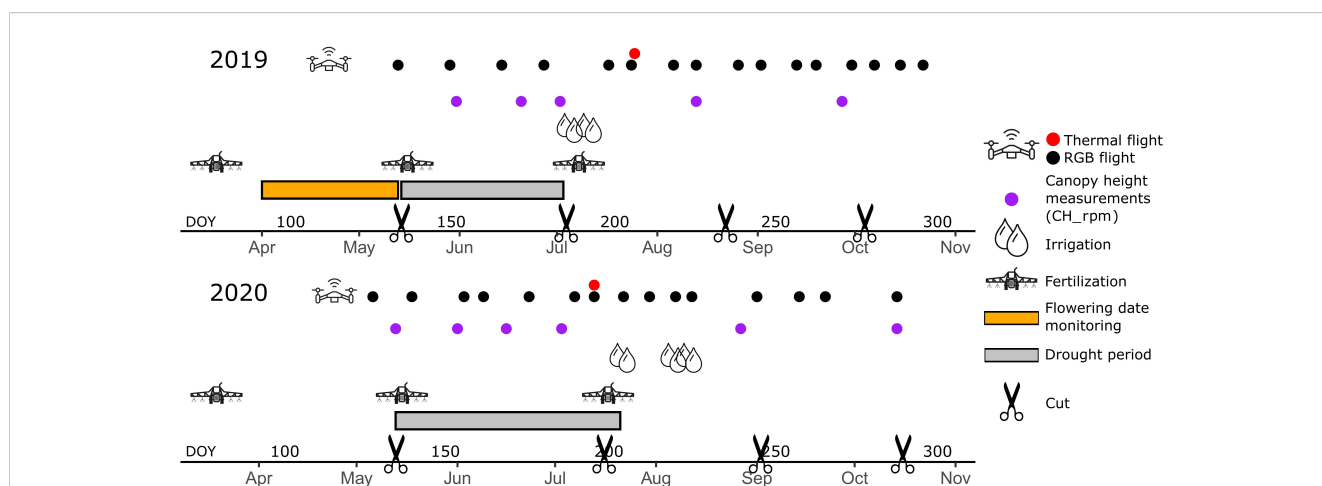 2019
Thermal flight
RGB flight
Canopy height
measurements
(CH_rpm)
Irrigation
Fertilization
Flowering date
monitoring
Drought period
Cut
DOY 100 150 200 250 300
Apr May Jun Jul Aug Sep Oct Nov
2020
DOY 100 150 200 250 300
Apr May Jun Jul Aug Sep Oct Nov